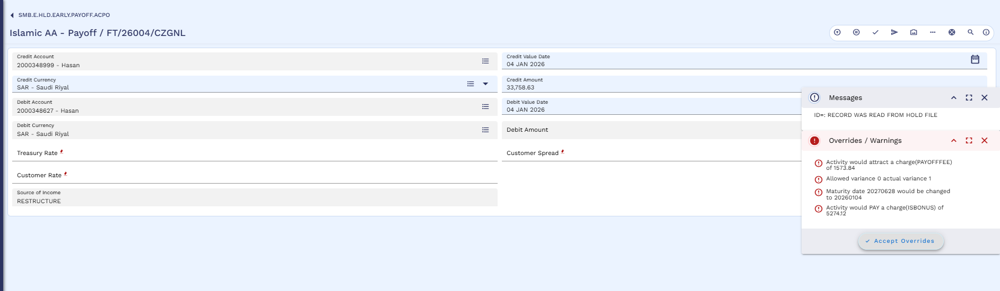 SMB.E.HLD.EARLY.PAYOFF.ACPO
Islamic AA - Payoff / FT/26004/CZGNL
Credit Account
2000348999 - Hasan
Credit Value Date
04 JAN 2026
Credit Currency
SAR - Saudi Riyal
Credit Amount
33,758.63
Debit Account
2000348627 - Hasan
Debit Value Date
04 JAN 2026
Debit Currency
SAR - Saudi Riyal
Debit Amount
Treasury Rate
Customer Spread
Customer Rate
Source of Income
RESTRUCTURE
Messages
ID=: RECORD WAS READ FROM HOLD FILE
Overrides / Warnings
Activity would attract a charge(PAYOFFFEE)
of 1573.84
Allowed variance 0 actual variance 1
Maturity date 20270628 would be changed
to 20260104
Activity would PAY a charge(ISBONUS) of
5274.12
Accept Overrides